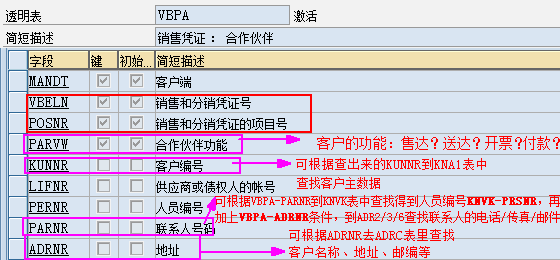 透明表 VBPA 激活
简短描述 销售凭证 ： 合作伙伴
字段 键 初始... 简短描述
MANDT 客户端
VBELN 销售和分销凭证号
POSNR 销售和分销凭证的项目号
PARVW 合作伙伴功能 客户的功能：售达？送达？开票？付款？
KUNNR 客户编号 可根据查出来的KUNNR到KNA1表中
查找客户主数据
LIFNR 供应商或债权人的帐号
可根据VBPA-PARNR到KNVK表中查找得到人员编号KNVK-PRSNR，再
PERNR 人员编号
加上VBPA-ADRNR条件，到ADR2/3/6查找联系人的电话/传真/邮件
PARNR 联系人号码
可根据ADRNR去ADRC表里查找
ADRNR 地址 客户名称、地址、邮编等